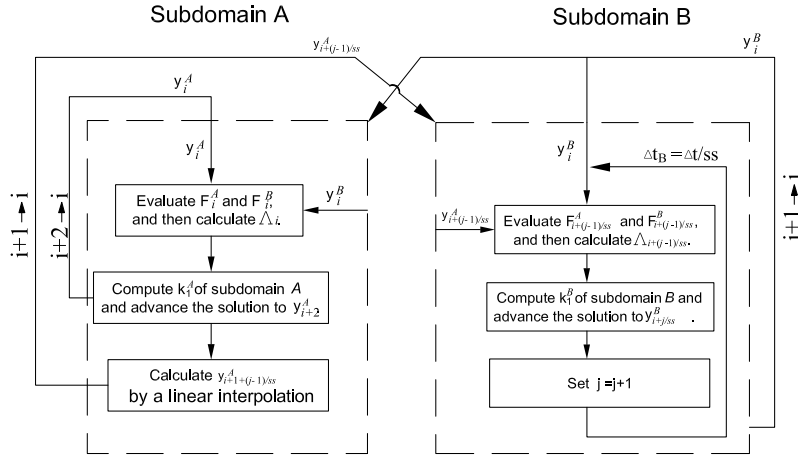 Subdomain A
Subdomain B
y^A_{i+(j-1)/ss}
y^B_i
y^A_i
y^A_i
y^B_i
Δt_B = Δt/ss
Evaluate F^A_i and F^B_i,
and then calculate Λ_i.
y^B_i
y^A_{i+(j-1)/ss}
Evaluate F^A_{i+(j-1)/ss} and F^B_{i+(j-1)/ss},
and then calculate Λ_{i+(j-1)/ss}.
i+1→i
i+2→i
i+1→i
Compute k^A_1 of subdomain A
and advance the solution to y^A_{i+2}
Compute k^B_1 of subdomain B and
advance the solution to y^B_{i+j/ss} .
Calculate y^A_{i+1+(j-1)/ss}
by a linear interpolation
Set j =j+1